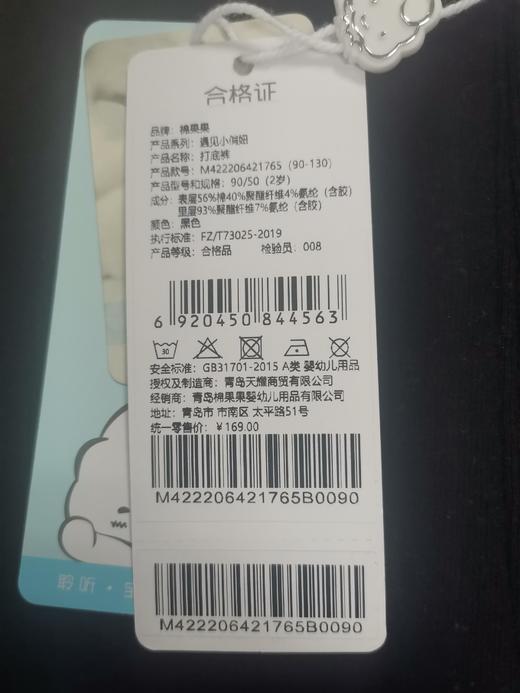 合格证
品牌：棉果果
产品系列：遇见小俏妞
产品名称：打底裤
产品款号：M422206421765 (90-130)
产品型号和规格：90/50 (2岁)
成分：表层56%棉40%聚酯纤维4%氨纶 (含胶)
里层93%聚酯纤维7%氨纶 (含胶)
颜色：黑色
执行标准：FZ/T73025-2019
产品等级：合格品 检验员：008
6 920450 844563
30
安全标准：GB31701-2015 A类 婴幼儿用品
授权及制造商：青岛天耀商贸有限公司
经销商：青岛棉果果婴幼儿用品有限公司
地址：青岛市 市南区 太平路51号
统一零售价：￥169.00
M422206421765B0090
M422206421765B0090
聆听·